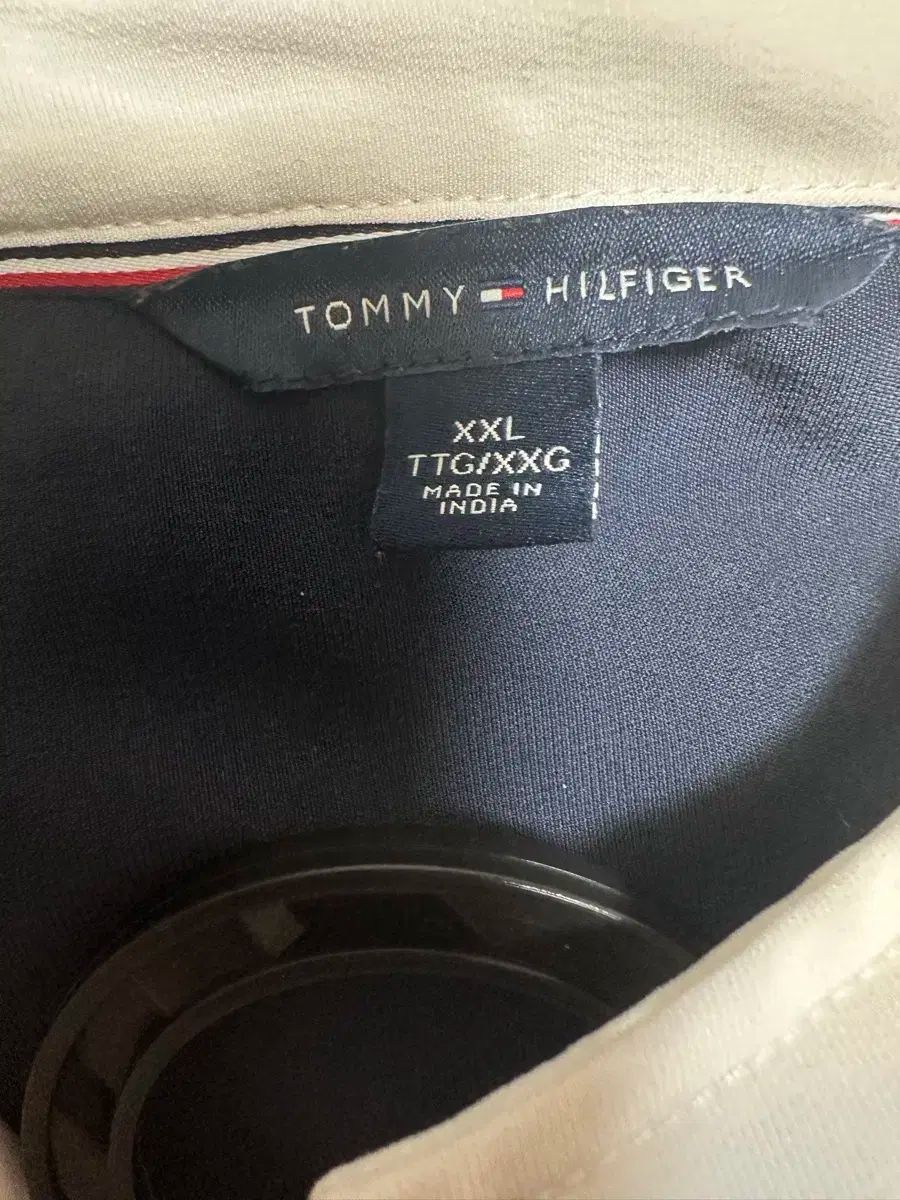 TOMMY HILFIGER
XXL
TTG/XXG
MADE IN
INDIA